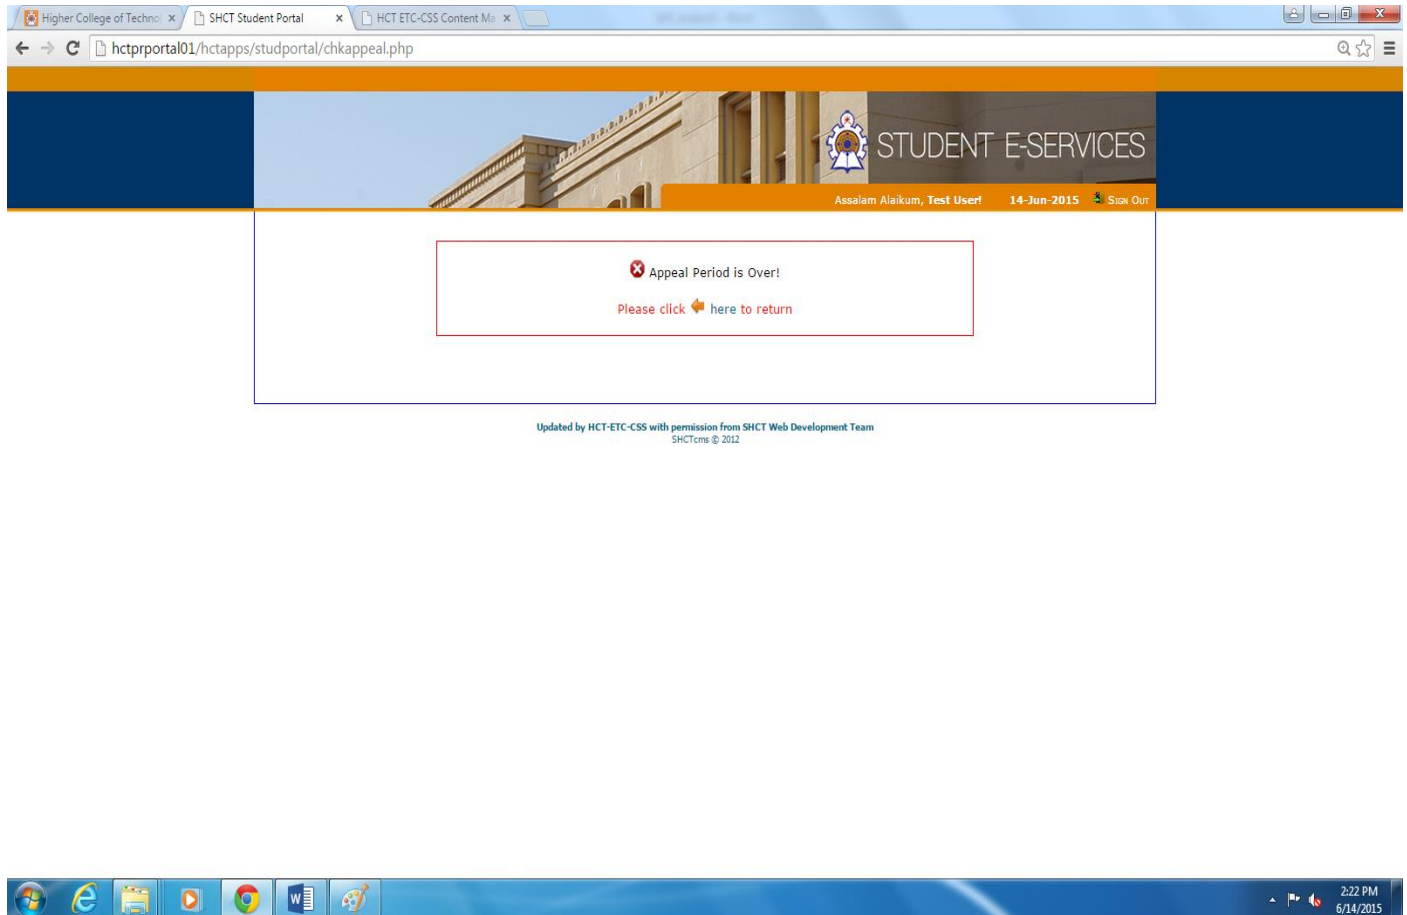 Higher College of Technol
SHCT Student Portal
HCT ETC-CSS Content Ma
hctprportal01/hctapps/studportal/chkappeal.php
STUDENT E-SERVICES
Assalam Alaikum, Test User! 14-Jun-2015 Sign Out
Appeal Period is Over!
Please click here to return
Updated by HCT-ETC-CSS with permission from SHCT Web Development Team
SHCTcms © 2012
2:22 PM
6/14/2015